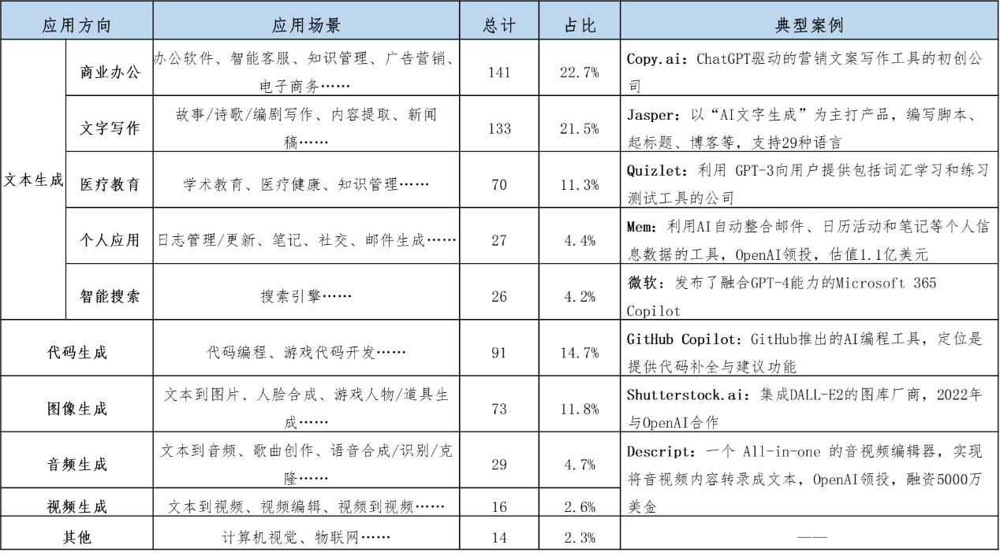 应用方向 应用场景 总计 占比 典型案例
文本生成
商业办公
办公软件、智能客服、知识管理、广告营销、
电子商务……
141 22.7%
Copy.ai：ChatGPT驱动的营销文案写作工具的初创公
司
文字写作
故事/诗歌/编剧写作、内容提取、新闻
稿……
133 21.5%
Jasper：以“AI文字生成”为主打产品，编写脚本、
起标题、博客等，支持29种语言
医疗教育
学术教育、医疗健康、知识管理……
70 11.3%
Quizlet：利用 GPT-3向用户提供包括词汇学习和练习
测试工具的公司
个人应用
日志管理/更新、笔记、社交、邮件生成……
27 4.4%
Mem：利用AI自动整合邮件、日历活动和笔记等个人信
息数据的工具，OpenAI领投，估值1.1亿美元
智能搜索
搜索引擎……
26 4.2%
微软：发布了融合GPT-4能力的Microsoft 365
Copilot
代码生成
代码编程、游戏代码开发……
91 14.7%
GitHub Copilot：GitHub推出的AI编程工具，定位是
提供代码补全与建议功能
图像生成
文本到图片、人脸合成、游戏人物/道具生
成……
73 11.8%
Shutterstock.ai：集成DALL-E2的图库厂商，2022年
与OpenAI合作
音频生成
文本到音频、歌曲创作、语音合成/识别/克
隆……
29 4.7%
Descript：一个 All-in-one 的音视频编辑器，实现
将音视频内容转录成文本，OpenAI领投，融资5000万
美金
视频生成
文本到视频、视频编辑、视频到视频……
16 2.6%
其他
计算机视觉、物联网……
14 2.3%
——